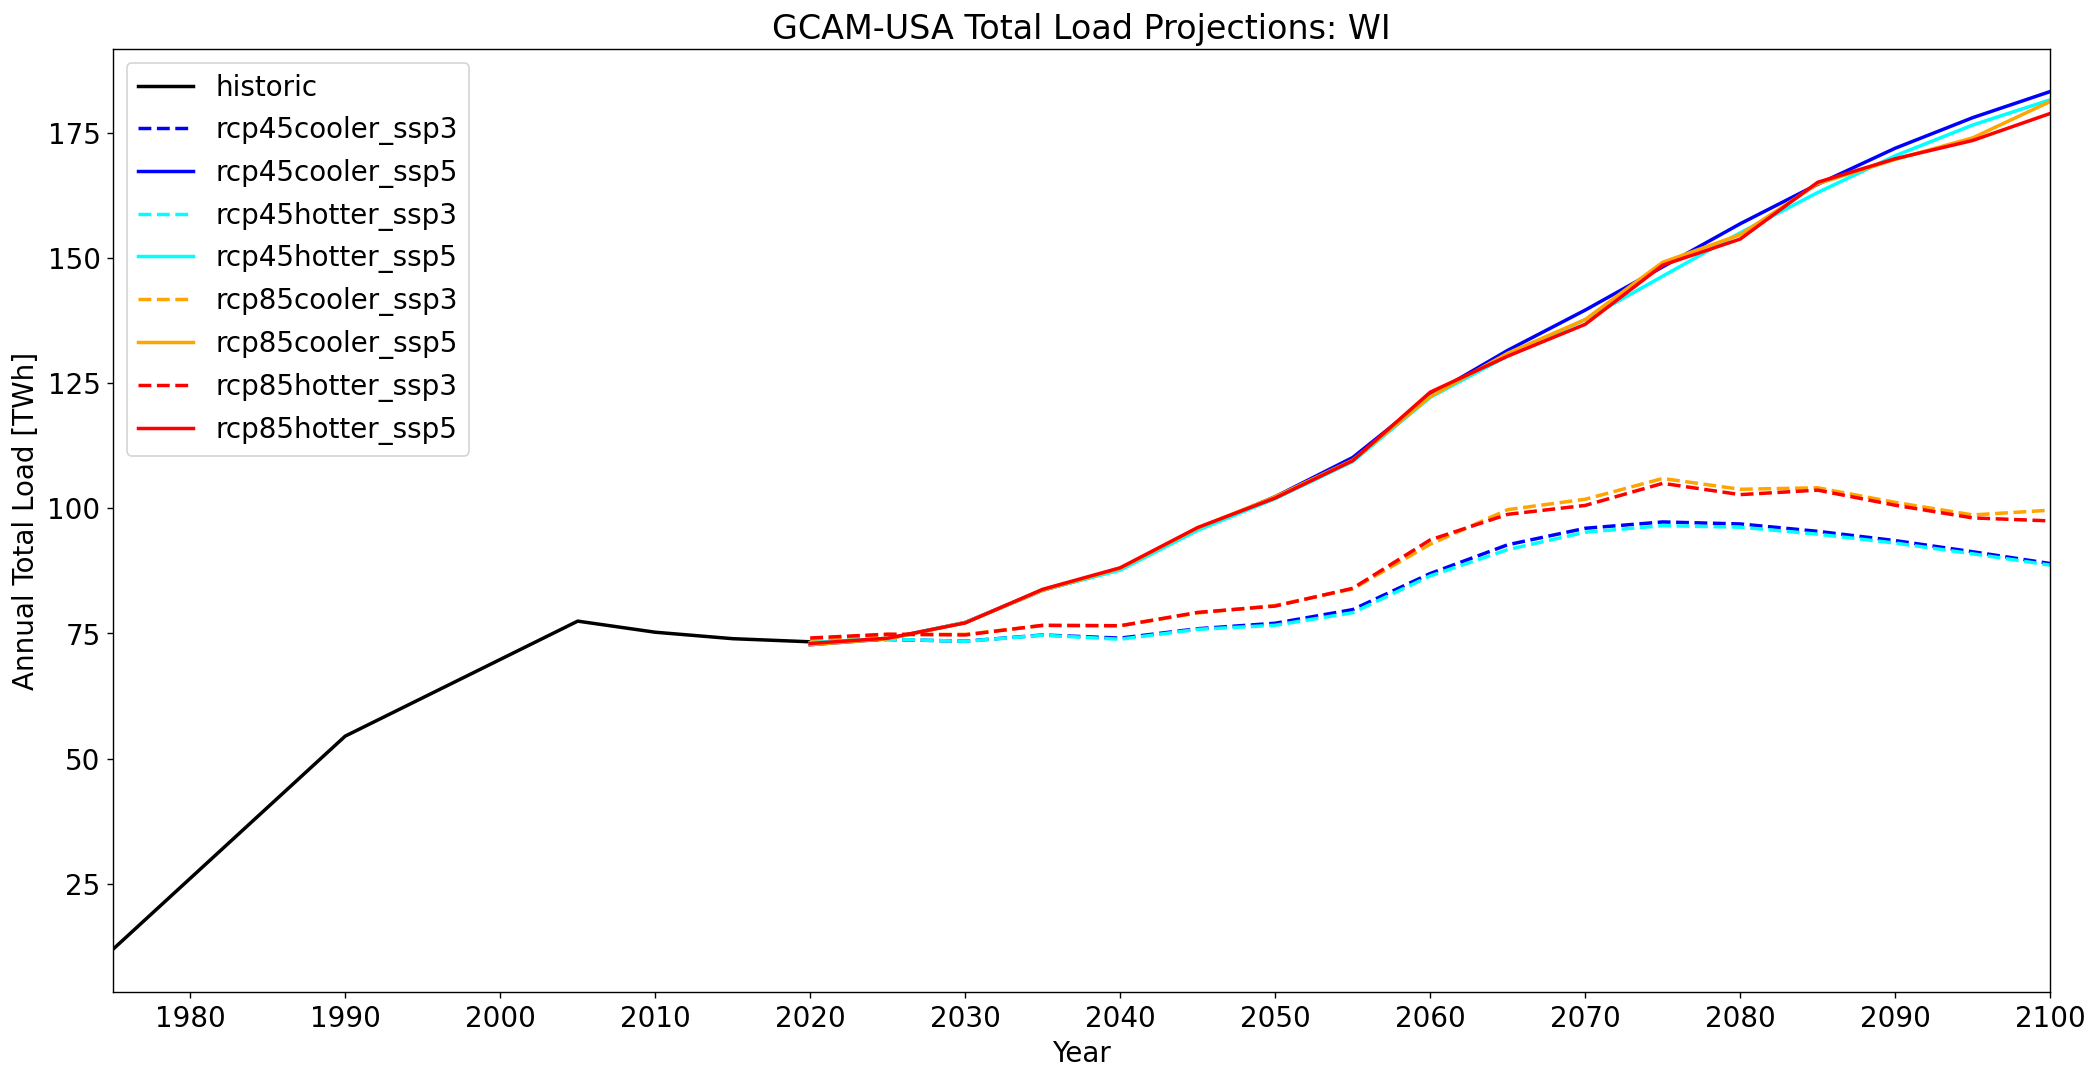 GCAM-USA Total Load Projections: WI
historic
rcp45cooler_ssp3
rcp45cooler_ssp5
rcp45hotter_ssp3
rcp45hotter_ssp5
rcp85cooler_ssp3
rcp85cooler_ssp5
rcp85hotter_ssp3
rcp85hotter_ssp5
Annual Total Load [TWh]
175
150
125
100
75
50
25
1980 1990 2000 2010 2020 2030 2040 2050 2060 2070 2080 2090 2100
Year